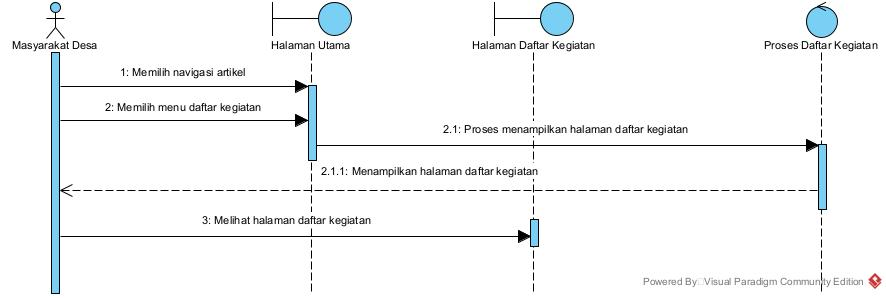 Masyarakat Desa
Halaman Utama
Halaman Daftar Kegiatan
Proses Daftar Kegiatan
1: Memilih navigasi artikel
2: Memilih menu daftar kegiatan
2.1: Proses menampilkan halaman daftar kegiatan
2.1.1: Menampilkan halaman daftar kegiatan
3: Melihat halaman daftar kegiatan
Powered By Visual Paradigm Community Edition